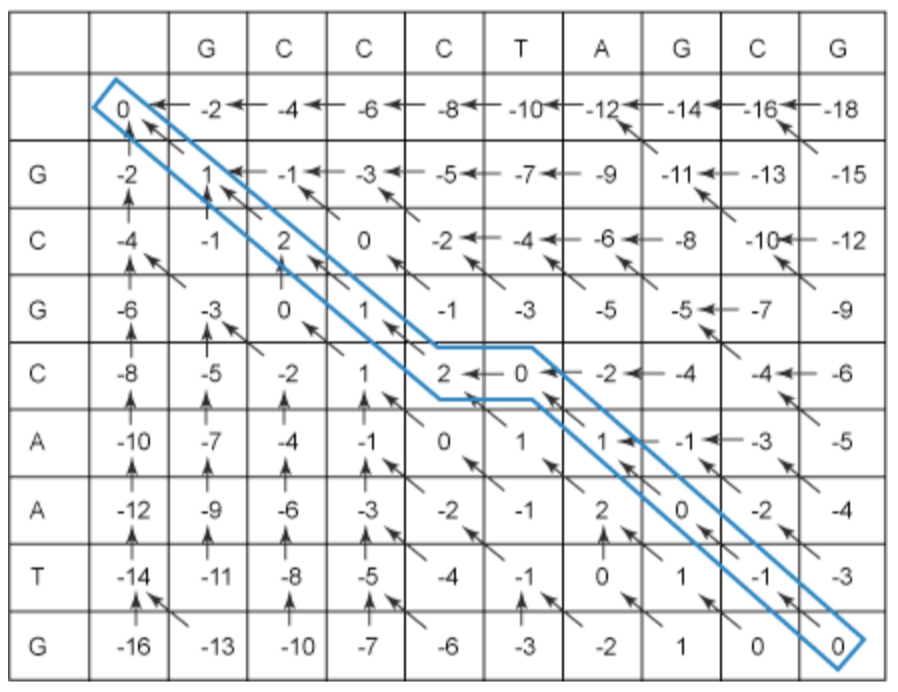 G C C C T A G C G
0 -2 -4 -6 -8 -10 -12 -14 -16 -18
G -2 1 -1 -3 -5 -7 -9 -11 -13 -15
C -4 -1 2 0 -2 -4 -6 -8 -10 -12
G -6 -3 0 1 -1 -3 -5 -5 -7 -9
C -8 -5 -2 1 2 0 -2 -4 -4 -6
A -10 -7 -4 -1 0 1 1 -1 -3 -5
A -12 -9 -6 -3 -2 -1 2 0 -2 -4
T -14 -11 -8 -5 -4 -1 0 1 -1 -3
G -16 -13 -10 -7 -6 -3 -2 1 0 0